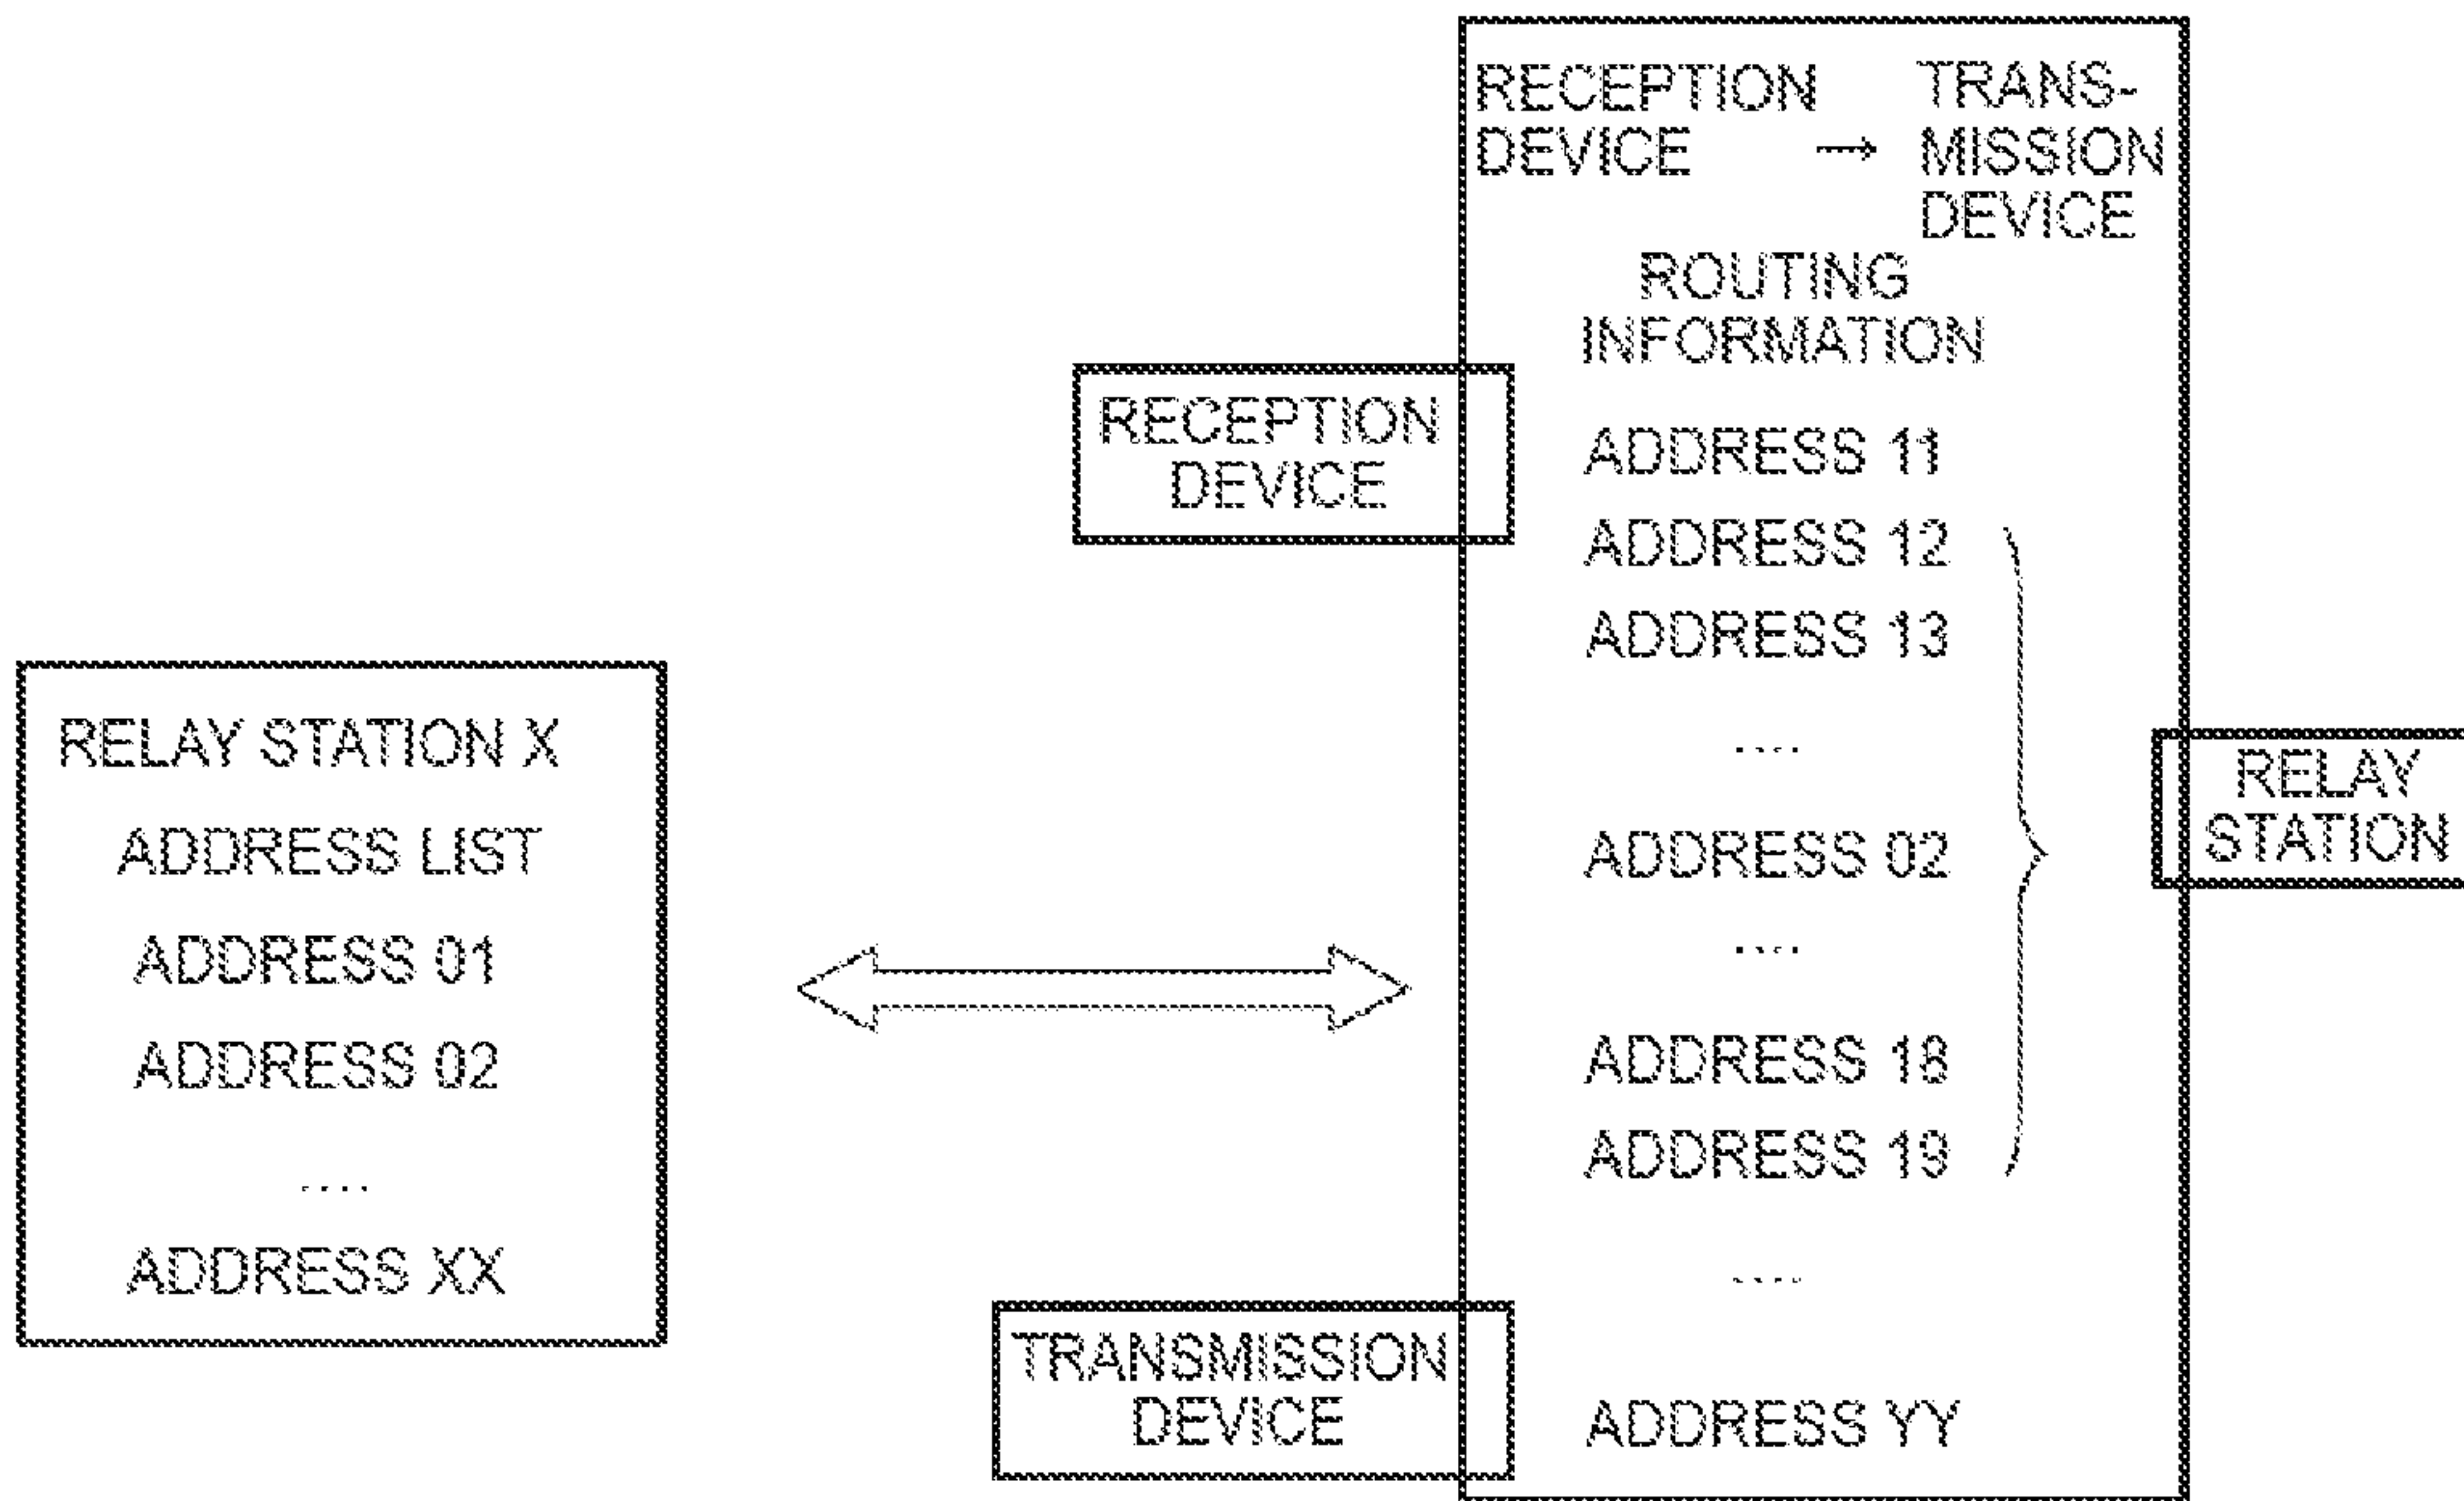 RELAY STATION X
ADDRESS LIST
ADDRESS 01
ADDRESS 02
....
ADDRESS XX
RECEPTION
DEVICE
TRANSMISSION
DEVICE
RECEPTION TRANS-
DEVICE → MISSION
DEVICE
ROUTING
INFORMATION
ADDRESS 11
ADDRESS 12
ADDRESS 13
....
ADDRESS 02
....
ADDRESS 18
ADDRESS 19
....
ADDRESS YY
RELAY
STATION